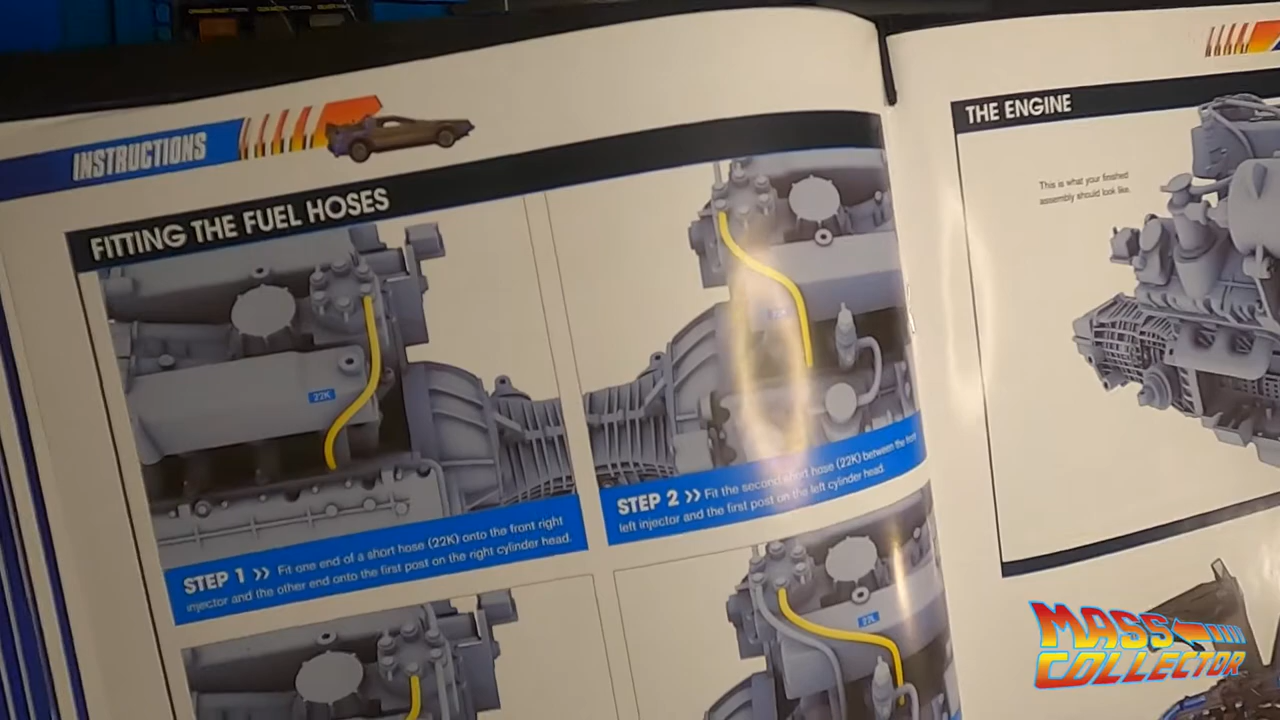 INSTRUCTIONS
FITTING THE FUEL HOSES
22K
STEP 1 >> Fit one end of a short hose (22K) onto the front right
injector and the other end onto the first post on the right cylinder head.
22K
STEP 2 >> Fit the second short hose (22K) between the front
left injector and the first post on the left cylinder head.
22L
THE ENGINE
This is what your finished
assembly should look like.
MASS
COLLECTOR